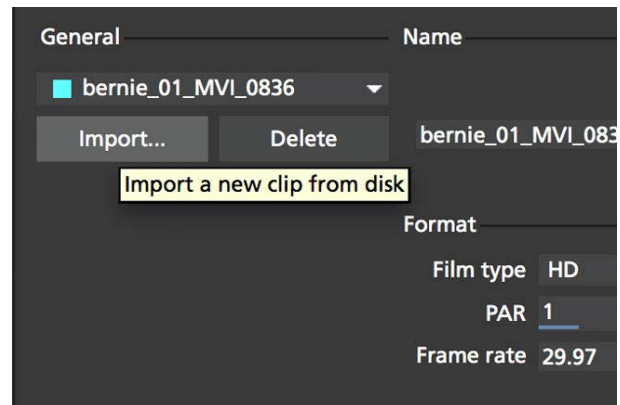 General
Name
bernie_01_MVI_0836
Import...
Delete
bernie_01_MVI_083
Import a new clip from disk
Format
Film type HD
PAR 1
Frame rate 29.97